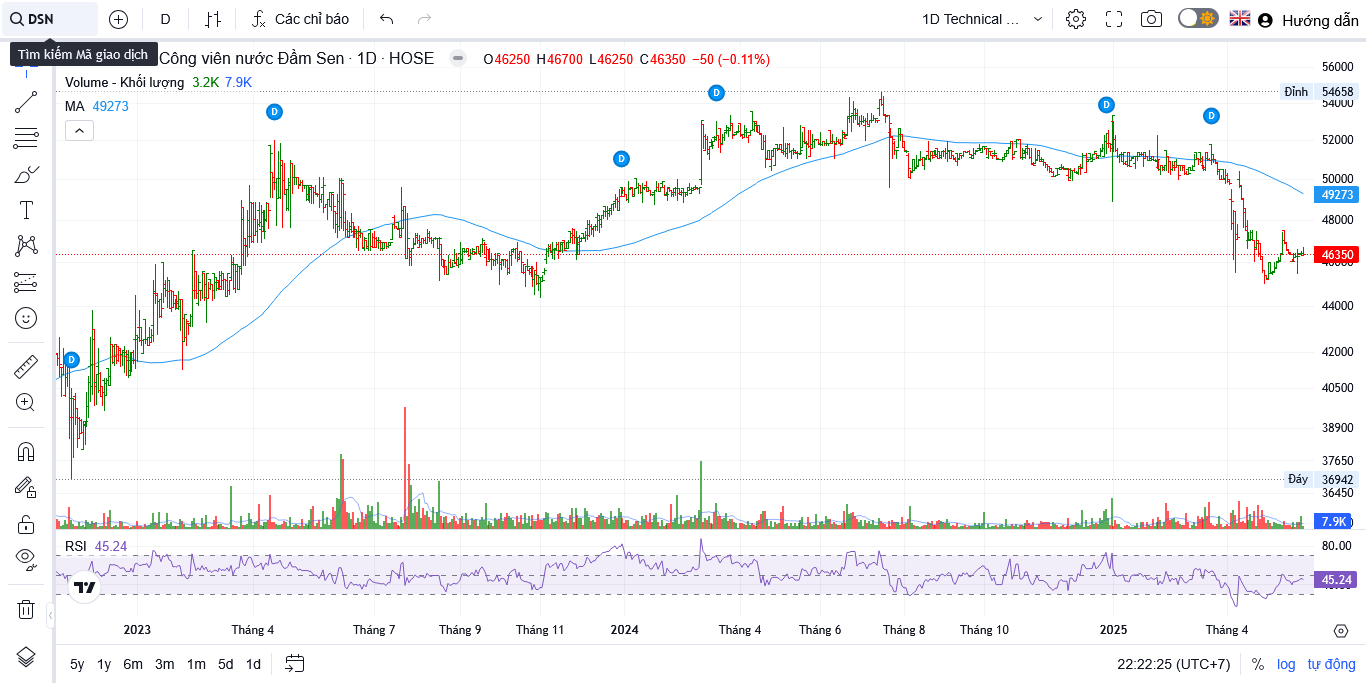 DSN
D
Các chỉ báo
1D Technical ...
Hướng dẫn
Tìm kiếm Mã giao dịch
Công viên nước Đầm Sen · 1D · HOSE
O46250 H46700 L46250 C46350 −50 (−0.11%)
Volume - Khối lượng 3.2K 7.9K
MA 49273
56000
Đỉnh 54658
54000
52000
50000
49273
48000
46350
46000
44000
42000
40500
38900
37650
Đáy 36942
36450
7.9K
D
D
D
D
D
D
RSI 45.24
80.00
45.24
2023
Tháng 4
Tháng 7
Tháng 9
Tháng 11
2024
Tháng 4
Tháng 6
Tháng 8
Tháng 10
2025
Tháng 4
5y 1y 6m 3m 1m 5d 1d
22:22:25 (UTC+7)
% log tự động